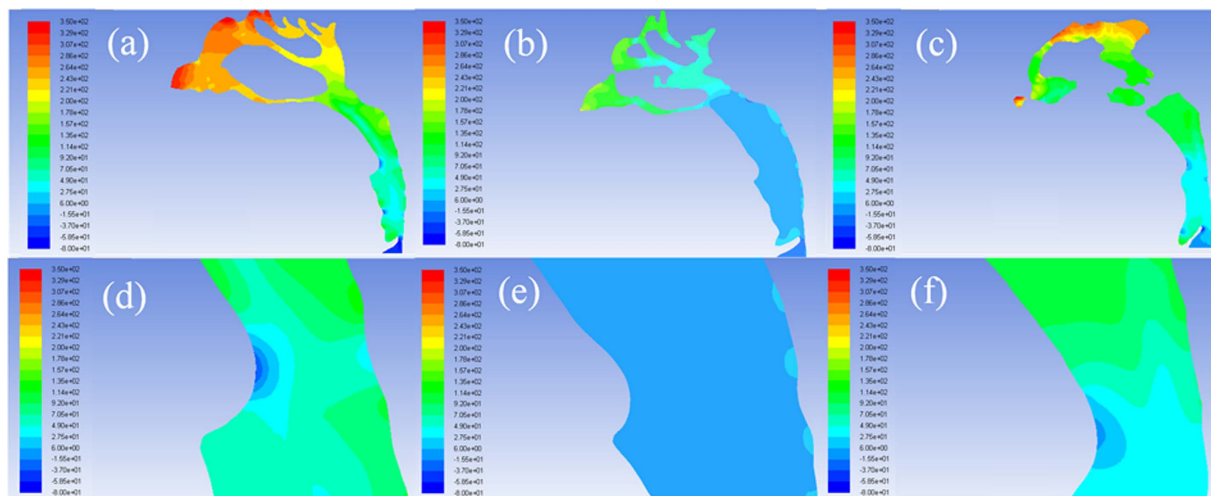 (a)
3.50e+02
3.29e+02
3.07e+02
2.86e+02
2.64e+02
2.43e+02
2.21e+02
2.00e+02
1.78e+02
1.57e+02
1.35e+02
1.14e+02
9.20e+01
7.05e+01
4.90e+01
2.75e+01
6.00e+00
-1.55e+01
-3.70e+01
-5.85e+01
-8.00e+01
(b)
3.50e+02
3.29e+02
3.07e+02
2.86e+02
2.64e+02
2.43e+02
2.21e+02
2.00e+02
1.78e+02
1.57e+02
1.35e+02
1.14e+02
9.20e+01
7.05e+01
4.90e+01
2.75e+01
6.00e+00
-1.55e+01
-3.70e+01
-5.85e+01
-8.00e+01
(c)
3.50e+02
3.29e+02
3.07e+02
2.86e+02
2.64e+02
2.43e+02
2.21e+02
2.00e+02
1.78e+02
1.57e+02
1.35e+02
1.14e+02
9.20e+01
7.05e+01
4.90e+01
2.75e+01
6.00e+00
-1.55e+01
-3.70e+01
-5.85e+01
-8.00e+01
(d)
3.50e+02
3.29e+02
3.07e+02
2.86e+02
2.64e+02
2.43e+02
2.21e+02
2.00e+02
1.78e+02
1.57e+02
1.35e+02
1.14e+02
9.20e+01
7.05e+01
4.90e+01
2.75e+01
6.00e+00
-1.55e+01
-3.70e+01
-5.85e+01
-8.00e+01
(e)
3.50e+02
3.29e+02
3.07e+02
2.86e+02
2.64e+02
2.43e+02
2.21e+02
2.00e+02
1.78e+02
1.57e+02
1.35e+02
1.14e+02
9.20e+01
7.05e+01
4.90e+01
2.75e+01
6.00e+00
-1.55e+01
-3.70e+01
-5.85e+01
-8.00e+01
(f)
3.50e+02
3.29e+02
3.07e+02
2.86e+02
2.64e+02
2.43e+02
2.21e+02
2.00e+02
1.78e+02
1.57e+02
1.35e+02
1.14e+02
9.20e+01
7.05e+01
4.90e+01
2.75e+01
6.00e+00
-1.55e+01
-3.70e+01
-5.85e+01
-8.00e+01